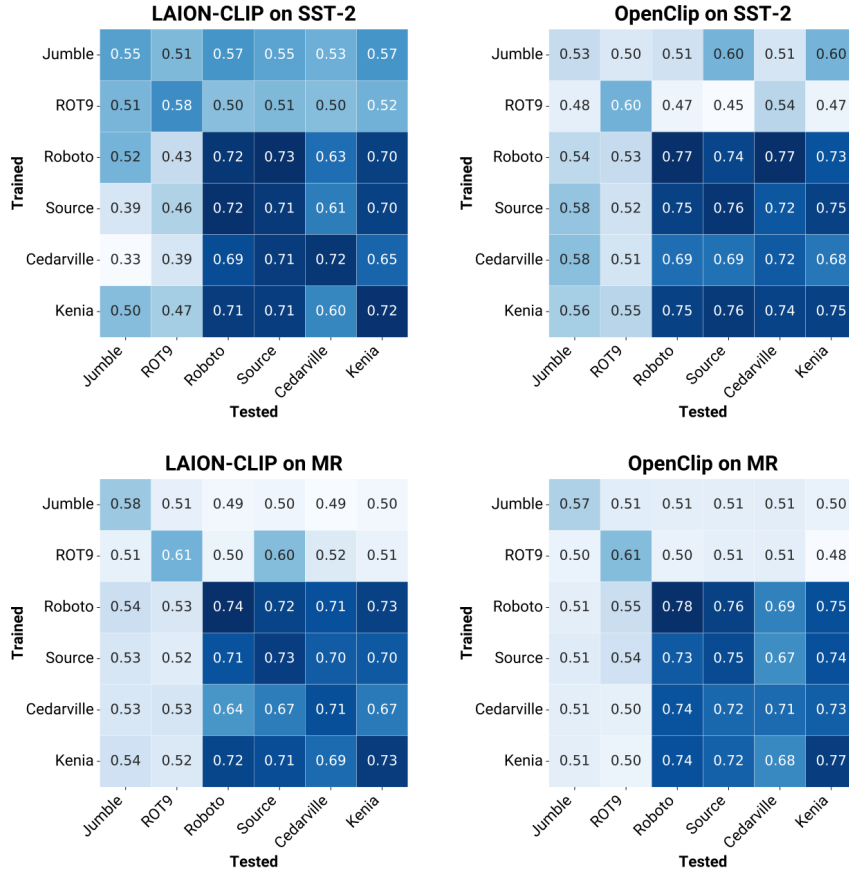 LAION-CLIP on SST-2
Trained
Jumble 0.55 0.51 0.57 0.55 0.53 0.57
ROT9 0.51 0.58 0.50 0.51 0.50 0.52
Roboto 0.52 0.43 0.72 0.73 0.63 0.70
Source 0.39 0.46 0.72 0.71 0.61 0.70
Cedarville 0.33 0.39 0.69 0.71 0.72 0.65
Kenia 0.50 0.47 0.71 0.71 0.60 0.72
Jumble ROT9 Roboto Source Cedarville Kenia
Tested
OpenClip on SST-2
Trained
Jumble 0.53 0.50 0.51 0.60 0.51 0.60
ROT9 0.48 0.60 0.47 0.45 0.54 0.47
Roboto 0.54 0.53 0.77 0.74 0.77 0.73
Source 0.58 0.52 0.75 0.76 0.72 0.75
Cedarville 0.58 0.51 0.69 0.69 0.72 0.68
Kenia 0.56 0.55 0.75 0.76 0.74 0.75
Jumble ROT9 Roboto Source Cedarville Kenia
Tested
LAION-CLIP on MR
Trained
Jumble 0.58 0.51 0.49 0.50 0.49 0.50
ROT9 0.51 0.61 0.50 0.60 0.52 0.51
Roboto 0.54 0.53 0.74 0.72 0.71 0.73
Source 0.53 0.52 0.71 0.73 0.70 0.70
Cedarville 0.53 0.53 0.64 0.67 0.71 0.67
Kenia 0.54 0.52 0.72 0.71 0.69 0.73
Jumble ROT9 Roboto Source Cedarville Kenia
Tested
OpenClip on MR
Trained
Jumble 0.57 0.51 0.51 0.51 0.51 0.50
ROT9 0.50 0.61 0.50 0.51 0.51 0.48
Roboto 0.51 0.55 0.78 0.76 0.69 0.75
Source 0.51 0.54 0.73 0.75 0.67 0.74
Cedarville 0.51 0.50 0.74 0.72 0.71 0.73
Kenia 0.51 0.50 0.74 0.72 0.68 0.77
Jumble ROT9 Roboto Source Cedarville Kenia
Tested